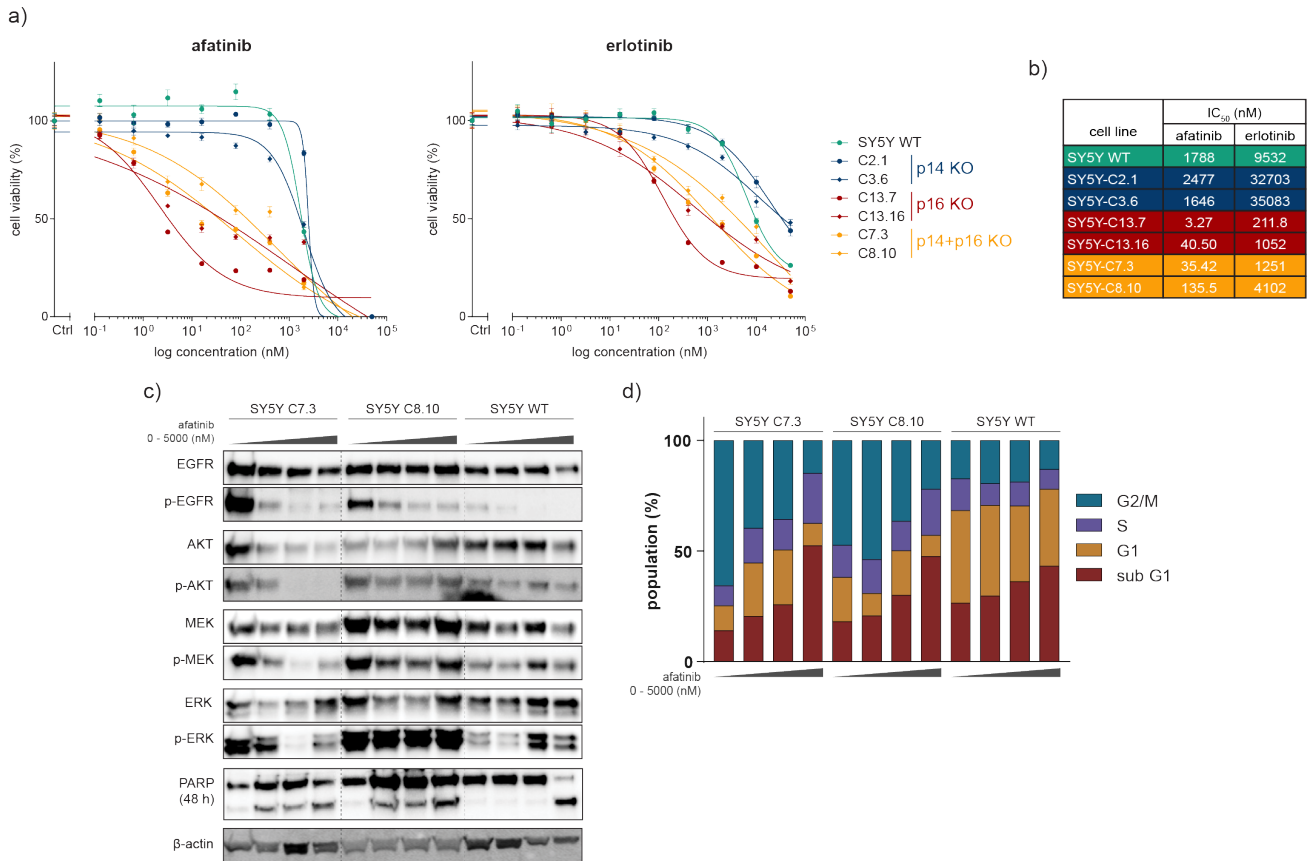 a)
afatinib
erlotinib
cell viability (%)
100
50
0
Ctrl
10-1
100
101
102
103
104
105
log concentration (nM)
cell viability (%)
100
50
0
Ctrl
10-1
100
101
102
103
104
105
log concentration (nM)
SY5Y WT
C2.1
C3.6
p14 KO
C13.7
C13.16
p16 KO
C7.3
C8.10
p14+p16 KO
b)
cell line IC50 (nM)
afatinib erlotinib
SY5Y WT 1788 9532
SY5Y-C2.1 2477 32703
SY5Y-C3.6 1646 35083
SY5Y-C13.7 3.27 211.8
SY5Y-C13.16 40.50 1052
SY5Y-C7.3 35.42 1251
SY5Y-C8.10 135.5 4102
c)
SY5Y C7.3 SY5Y C8.10 SY5Y WT
afatinib
0 - 5000 (nM)
EGFR
p-EGFR
AKT
p-AKT
MEK
p-MEK
ERK
p-ERK
PARP
(48 h)
β-actin
d)
SY5Y C7.3 SY5Y C8.10 SY5Y WT
population (%)
100
50
0
afatinib
0 - 5000 (nM)
G2/M
S
G1
sub G1